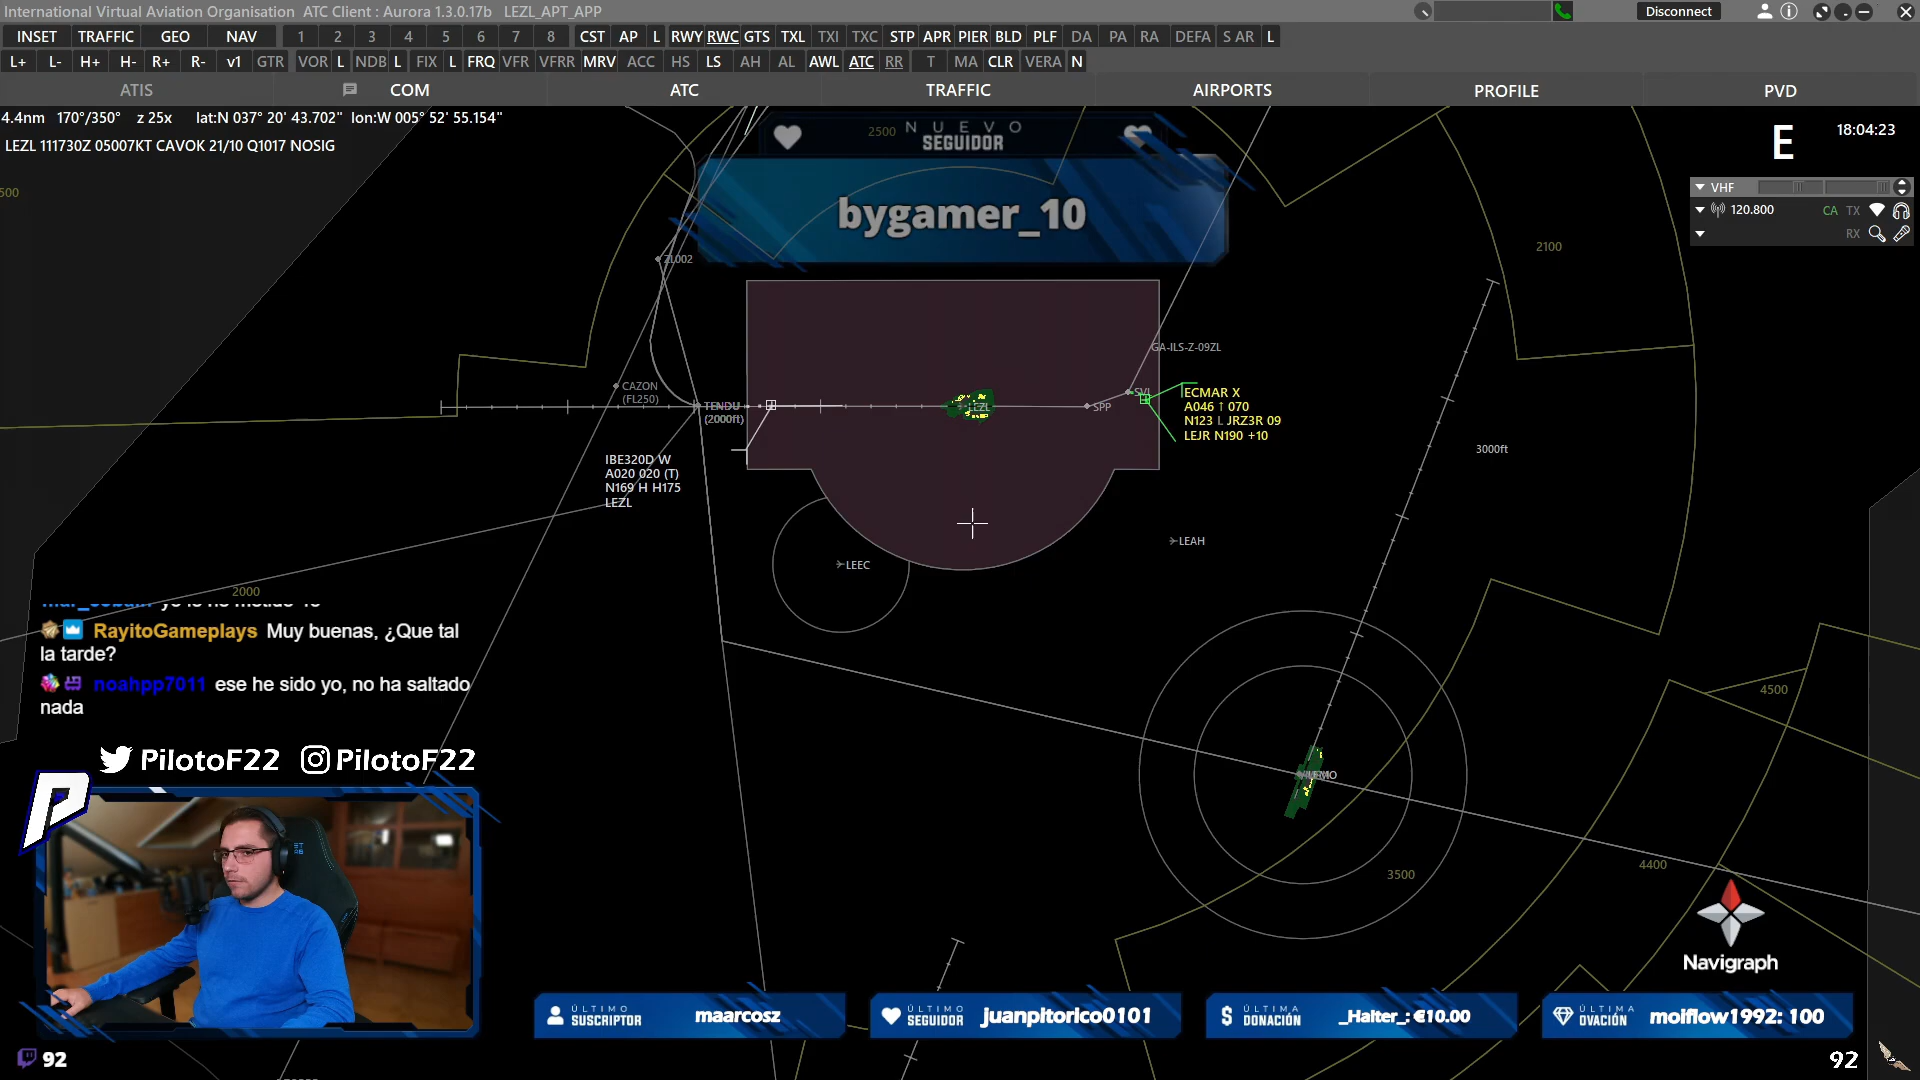 International Virtual Aviation Organisation ATC Client : Aurora 1.3.0.17b LEZL_APT_APP
Disconnect
INSET TRAFFIC GEO NAV 1 2 3 4 5 6 7 8 CST AP L RWY RWC GTS TXL TXI TXC STP APR PIER BLD PLF DA PA RA DEFA S AR L
L+ L- H+ H- R+ R- v1 GTR VOR L NDB L FIX L FRQ VFR VFRR MRV ACC HS LS AH AL AWL ATC RR T MA CLR VERA N
ATIS COM ATC TRAFFIC AIRPORTS PROFILE PVD
4.4nm 170°/350° z 25x lat:N 037° 20' 43.702" lon:W 005° 52' 55.154"
LEZL 111730Z 05007KT CAVOK 21/10 Q1017 NOSIG
E 18:04:23
VHF
120.800 CA TX
RX
2500
NUEVO
SEGUIDOR
bygamer_10
500
2100
ZL002
GA-ILS-Z-09ZL
CAZON
(FL250)
TENDU
(2000ft)
LEZL
SPP
SVL
ECMAR X
A046 ↑ 070
N123 L JRZ3R 09
LEJR N190 +10
3000ft
IBE320D W
A020 020 (T)
N169 H H175
LEZL
LEAH
LEEC
2000
RayitoGameplays Muy buenas, ¿Que tal
la tarde?
noahpp7011 ese he sido yo, no ha saltado
nada
4500
4400
3500
PilotoF22 PilotoF22
P
Navigraph
ÚLTIMO
SUSCRIPTOR
maarcosz
ÚLTIMO
SEGUIDOR
juanpitorico0101
ÚLTIMA
DONACIÓN
_Halter_: €10.00
ÚLTIMA
OVACIÓN
moiflow1992: 100
92
92